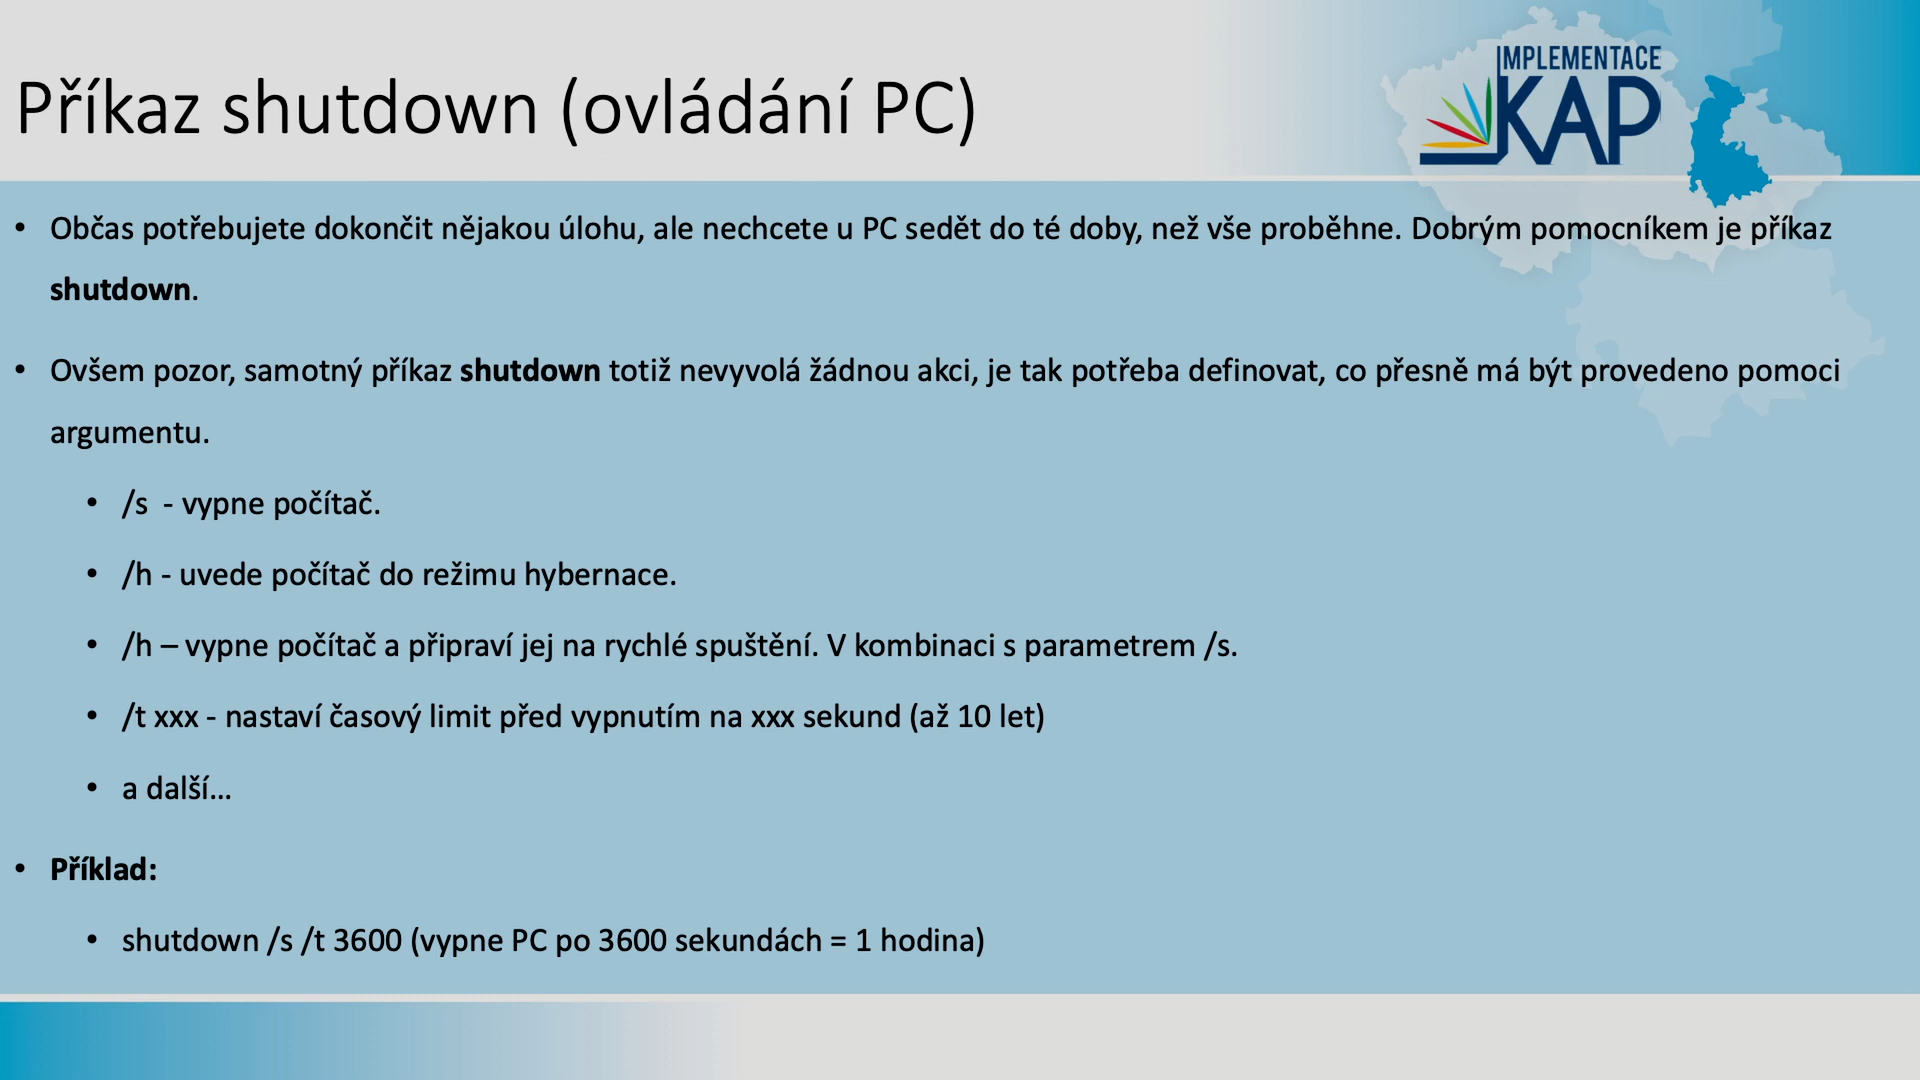 Příkaz shutdown (ovládání PC)
IMPLEMENTACE
KAP
• Občas potřebujete dokončit nějakou úlohu, ale nechcete u PC sedět do té doby, než vše proběhne. Dobrým pomocníkem je příkaz
shutdown.
• Ovšem pozor, samotný příkaz shutdown totiž nevyvolá žádnou akci, je tak potřeba definovat, co přesně má být provedeno pomoci
argumentu.
• /s - vypne počítač.
• /h - uvede počítač do režimu hybernace.
• /h – vypne počítač a připraví jej na rychlé spuštění. V kombinaci s parametrem /s.
• /t xxx - nastaví časový limit před vypnutím na xxx sekund (až 10 let)
• a další…
• Příklad:
• shutdown /s /t 3600 (vypne PC po 3600 sekundách = 1 hodina)